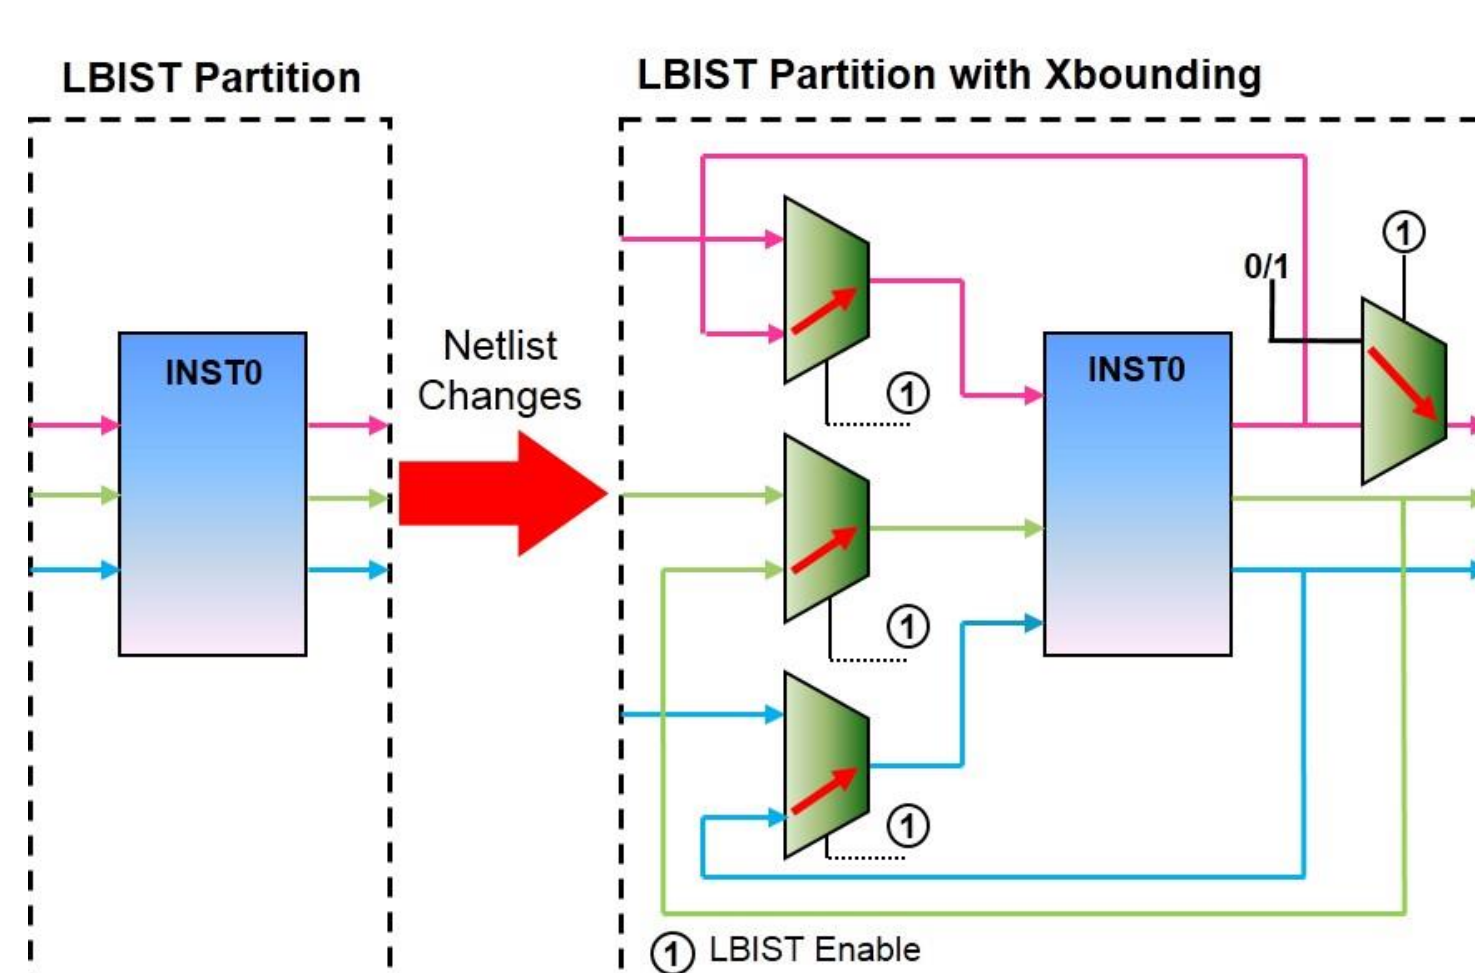 LBIST Partition
LBIST Partition with Xbounding
1
0/1
Netlist
Changes
INST0
INST0
1
1
1
1 LBIST Enable